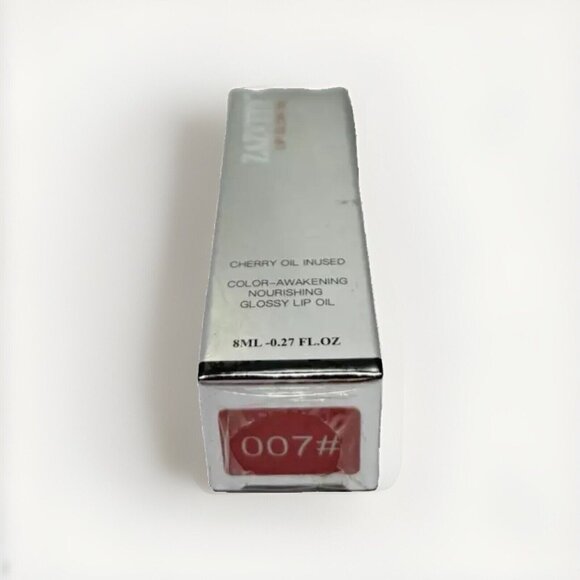 CHERRY OIL INUSED
COLOR-AWAKENING
NOURISHING
GLOSSY LIP OIL
8ML -0.27 FL.OZ
007#